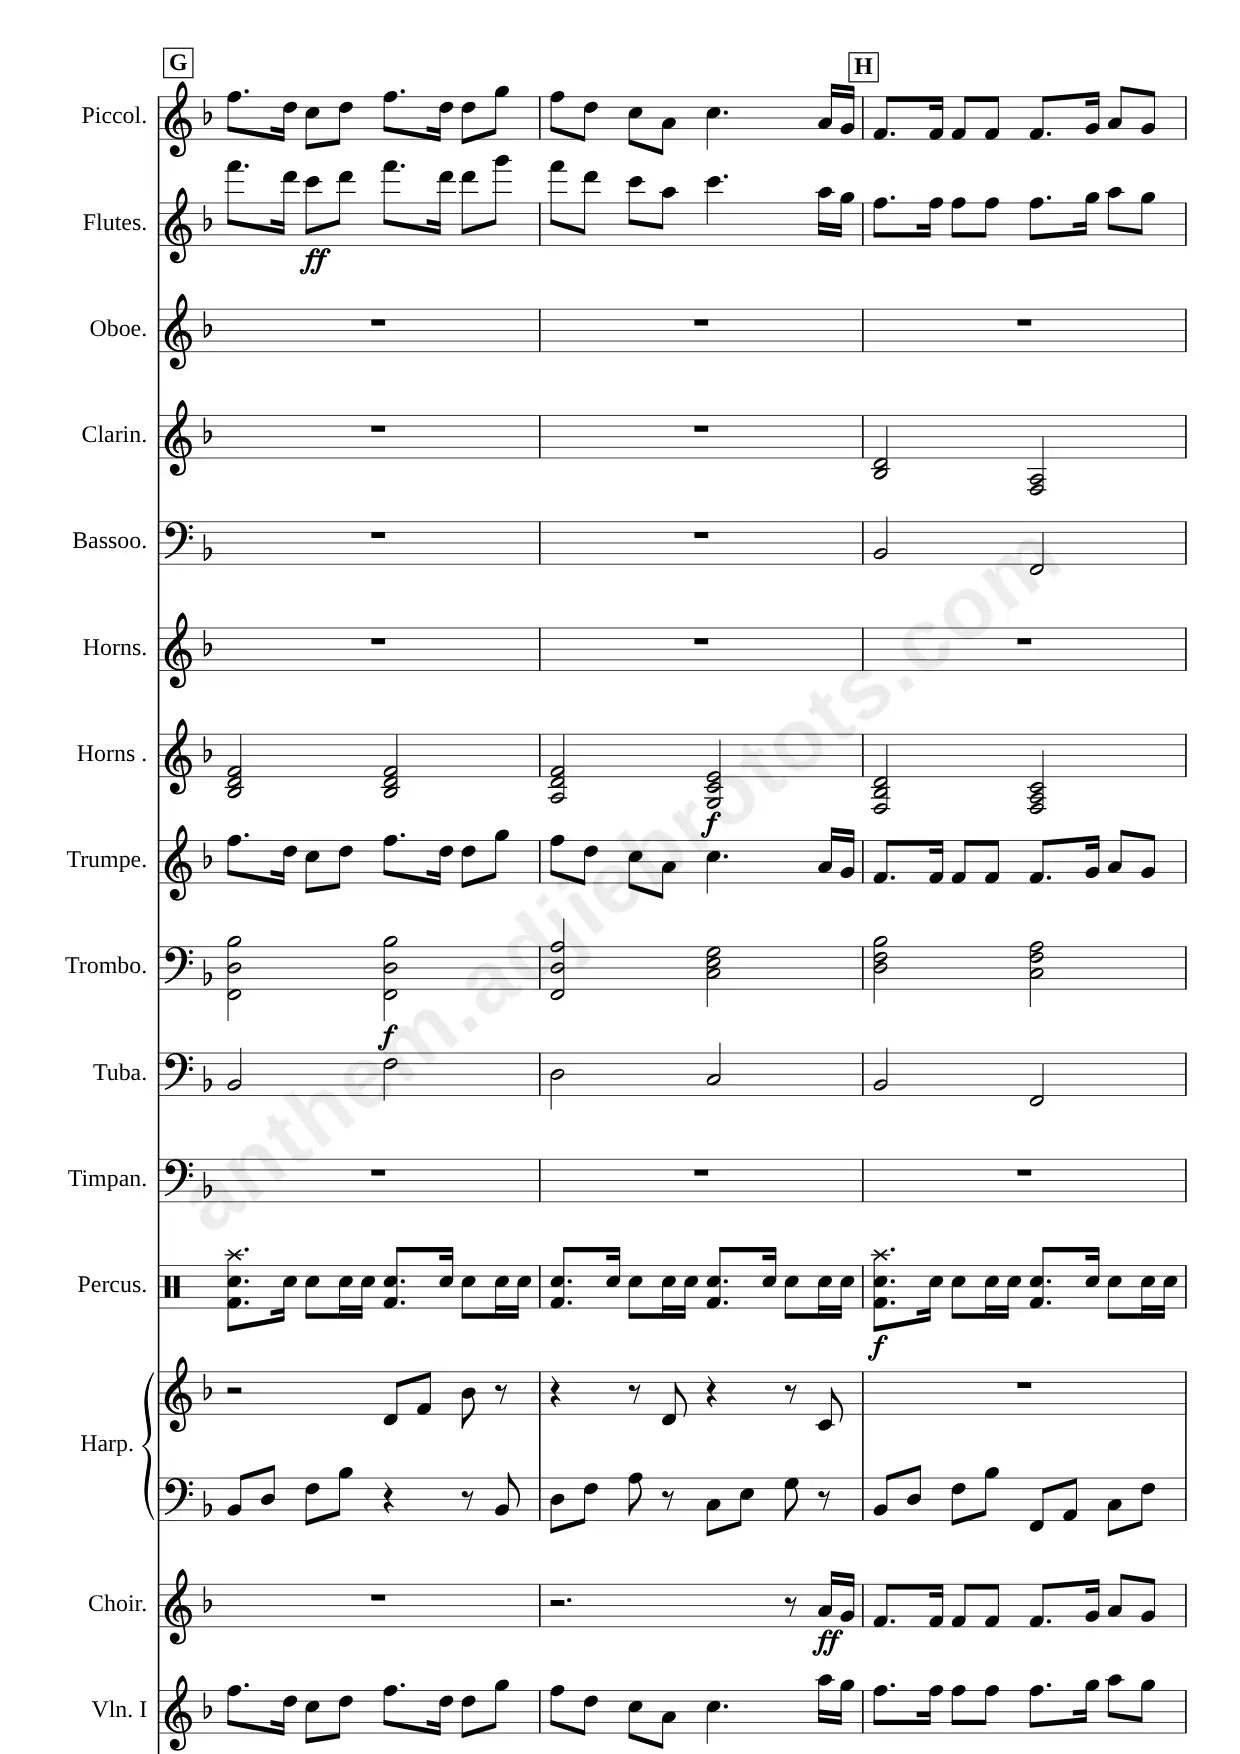 G
H
Piccol.
Flutes.
ff
Oboe.
Clarin.
Bassoo.
Horns.
Horns .
f
Trumpe.
Trombo.
f
Tuba.
Timpan.
Percus.
f
Harp.
Choir.
ff
Vln. I
anthem.adjiebrotots.com